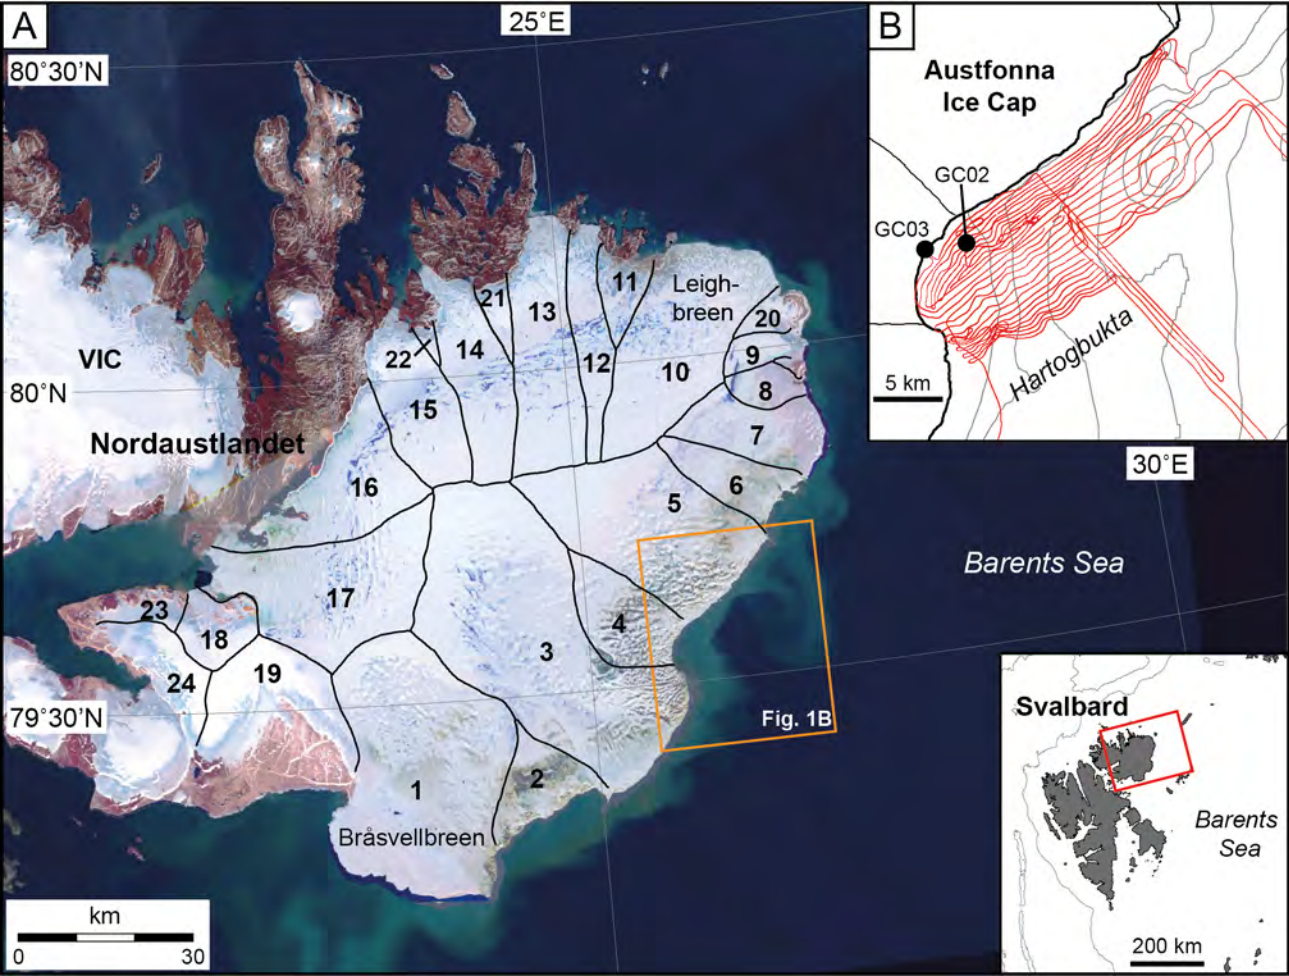 A
25°E
80°30'N
VIC
80°N
Nordaustlandet
79°30'N
Leigh-
breen
11
21
13
20
22
14
12
10
9
8
15
7
16
5
6
17
4
23
18
3
24
19
1
2
Bråsvellbreen
Fig. 1B
30°E
Barents Sea
km
0
30
B
Austfonna
Ice Cap
GC02
GC03
Hartogbukta
5 km
Svalbard
Barents
Sea
200 km